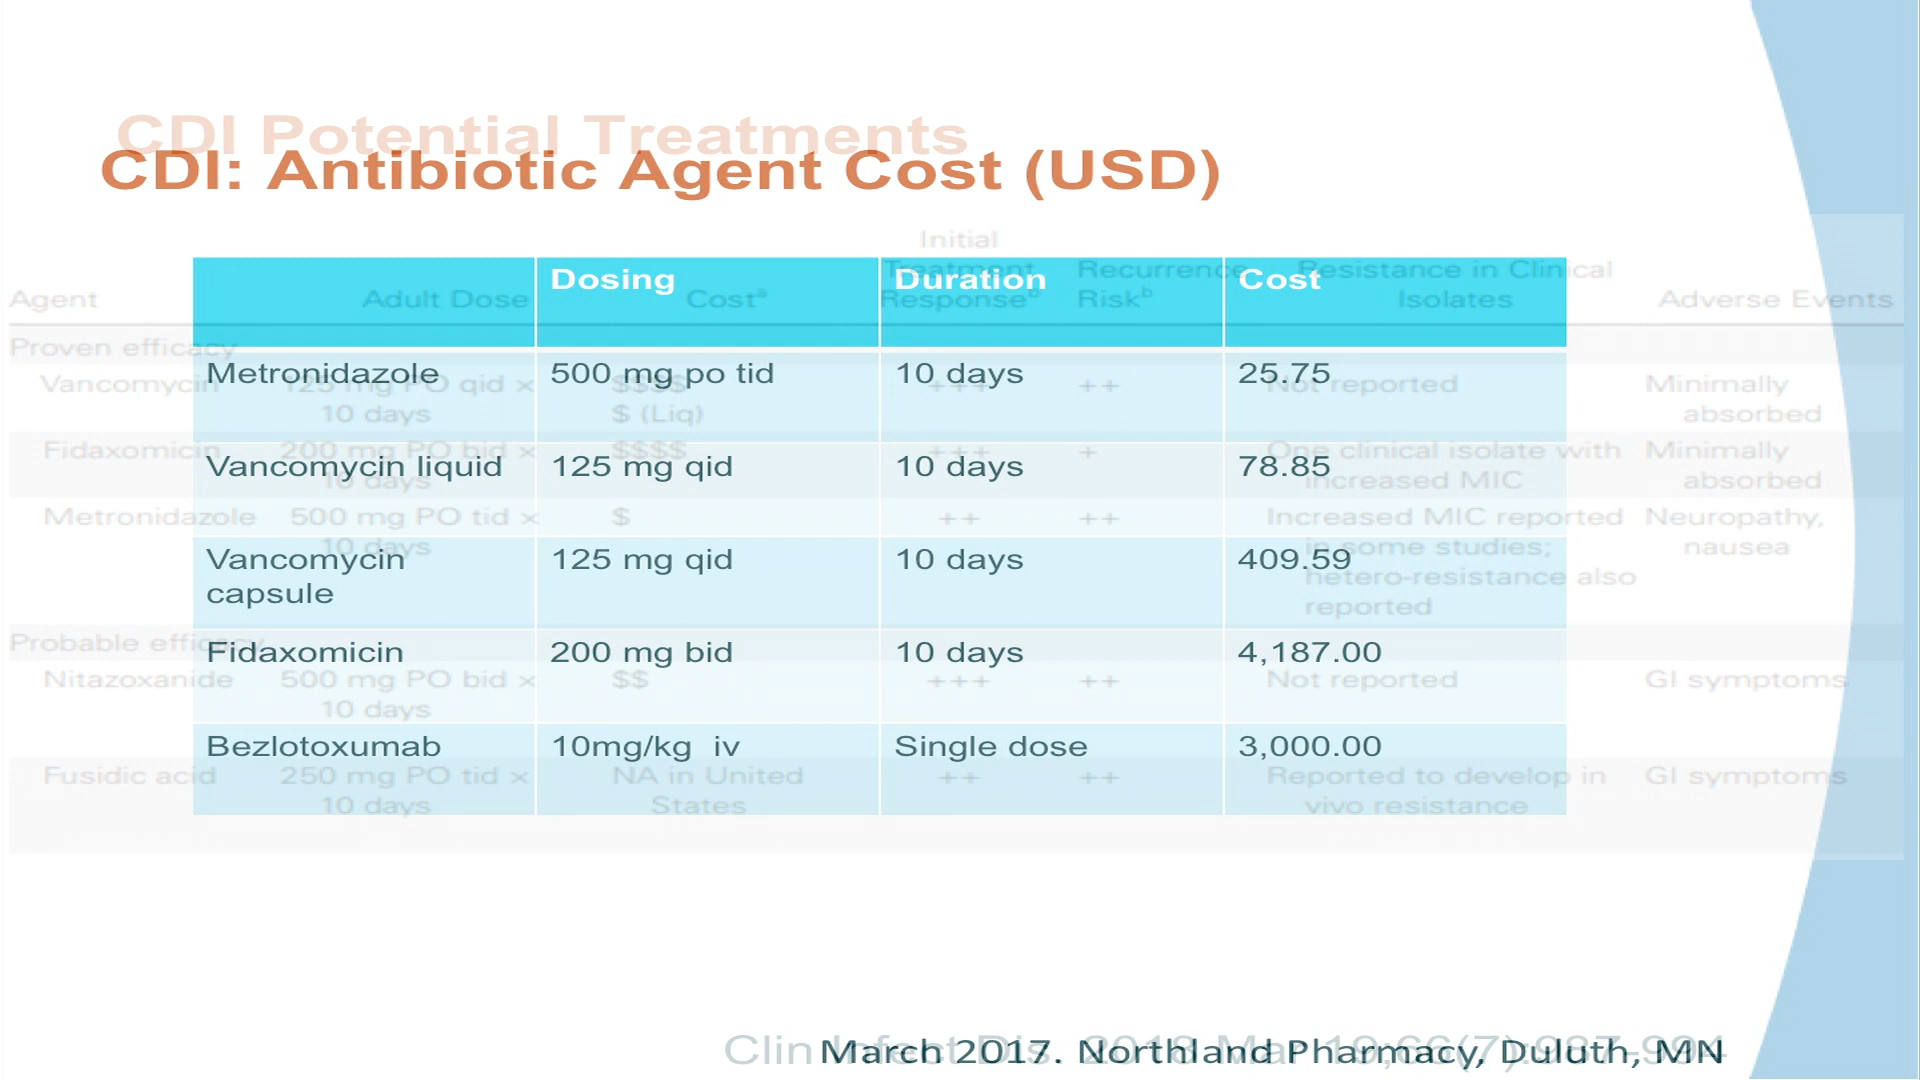 CDI Potential Treatments
CDI: Antibiotic Agent Cost (USD)
Dosing Duration Cost
Metronidazole 500 mg po tid 10 days 25.75
Vancomycin liquid 125 mg qid 10 days 78.85
Vancomycin capsule 125 mg qid 10 days 409.59
Fidaxomicin 200 mg bid 10 days 4,187.00
Bezlotoxumab 10mg/kg iv Single dose 3,000.00
Initial
Treatment Recurrence Resistance in Clinical
Agent Adult Dose Costᵃ Responseᵇ Riskᵇ Isolates Adverse Events
Proven efficacy
Vancomycin 125 mg PO qid × $$$$ +++ ++ Not reported Minimally
10 days $ (Liq) absorbed
Fidaxomicin 200 mg PO bid × $$$$ +++ + One clinical isolate with Minimally
10 days increased MIC absorbed
Metronidazole 500 mg PO tid × $ ++ ++ Increased MIC reported Neuropathy,
10 days in some studies; nausea
hetero-resistance also
reported
Probable efficacy
Nitazoxanide 500 mg PO bid × $$ +++ ++ Not reported GI symptoms
10 days
Fusidic acid 250 mg PO tid × NA in United ++ ++ Reported to develop in GI symptoms
10 days States vivo resistance
Clin Infect Dis. 2018 Mar 19;66(7):987-994
March 2017. Northland Pharmacy, Duluth, MN